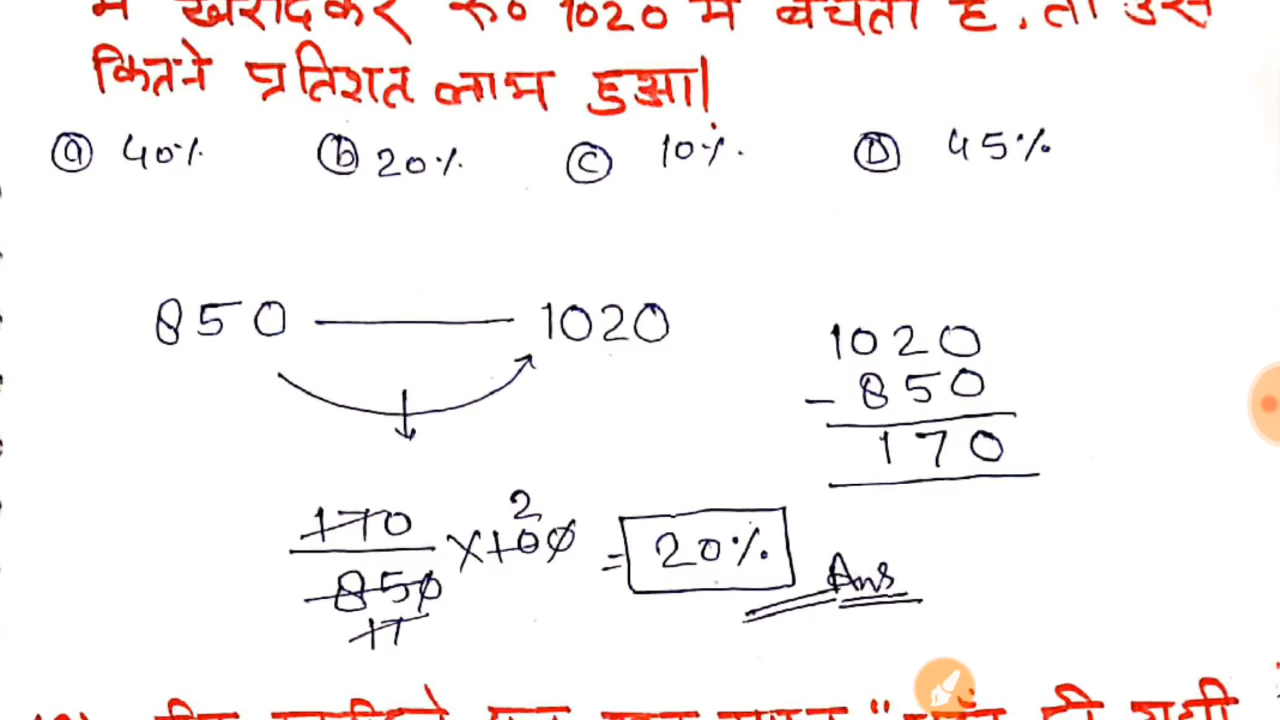 में खरीदकर रु० 1020 में बेचता है, तो उसे
कितने प्रतिशत लाभ हुआ।
ⓐ 40% ⓑ 20% ⓒ 10% Ⓓ 45%
850 — 1020
1020
- 850
170
170
850 ×100 = 20% Ans
2
17